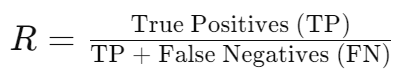 R = True Positives (TP) / TP + False Negatives (FN)